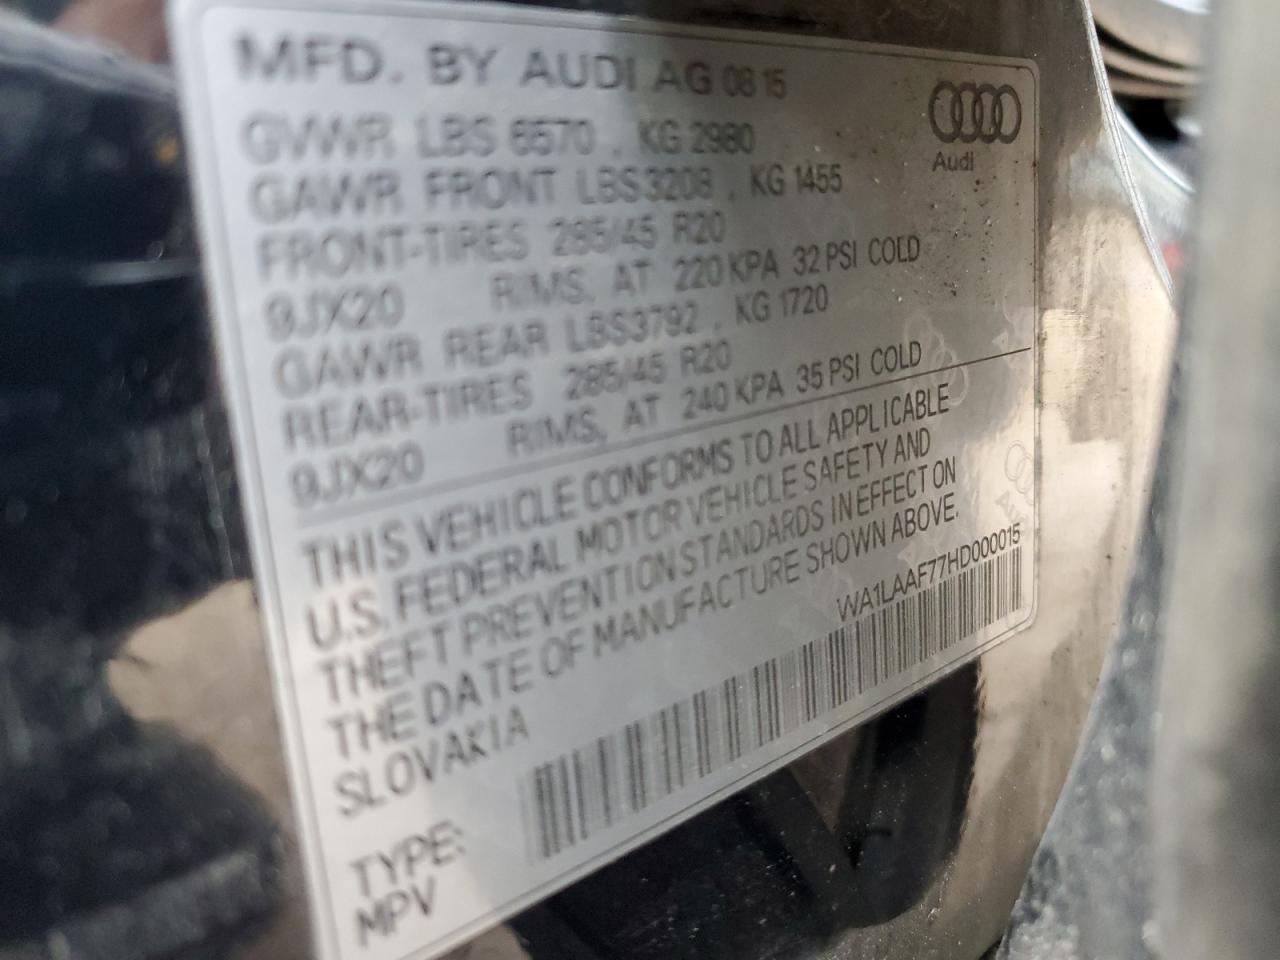 MFD. BY AUDI AG 08 15
GVWR LBS 6570 . KG 2980
GAWR FRONT LBS3208 . KG 1455
FRONT-TIRES 285/45 R20
9JX20 RIMS, AT 220 KPA 32 PSI COLD
GAWR REAR LBS3792 . KG 1720
REAR-TIRES 285/45 R20
9JX20 RIMS, AT 240 KPA 35 PSI COLD
Audi
THIS VEHICLE CONFORMS TO ALL APPLICABLE
U.S. FEDERAL MOTOR VEHICLE SAFETY AND
THEFT PREVENTION STANDARDS IN EFFECT ON
THE DATE OF MANUFACTURE SHOWN ABOVE.
SLOVAKIA
WA1LAAF77HD000015
TYPE:
MPV